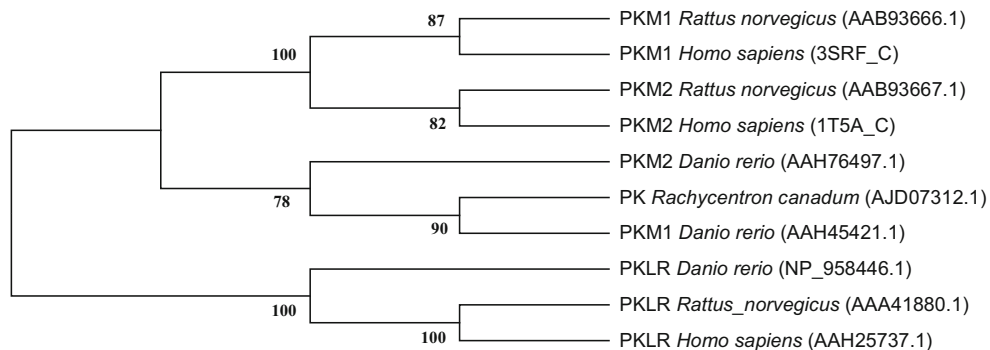 87
PKM1 Rattus norvegicus (AAB93666.1)
100
PKM1 Homo sapiens (3SRF_C)
PKM2 Rattus norvegicus (AAB93667.1)
82
PKM2 Homo sapiens (1T5A_C)
PKM2 Danio rerio (AAH76497.1)
78
PK Rachycentron canadum (AJD07312.1)
90
PKM1 Danio rerio (AAH45421.1)
PKLR Danio rerio (NP_958446.1)
100
PKLR Rattus_norvegicus (AAA41880.1)
100
PKLR Homo sapiens (AAH25737.1)